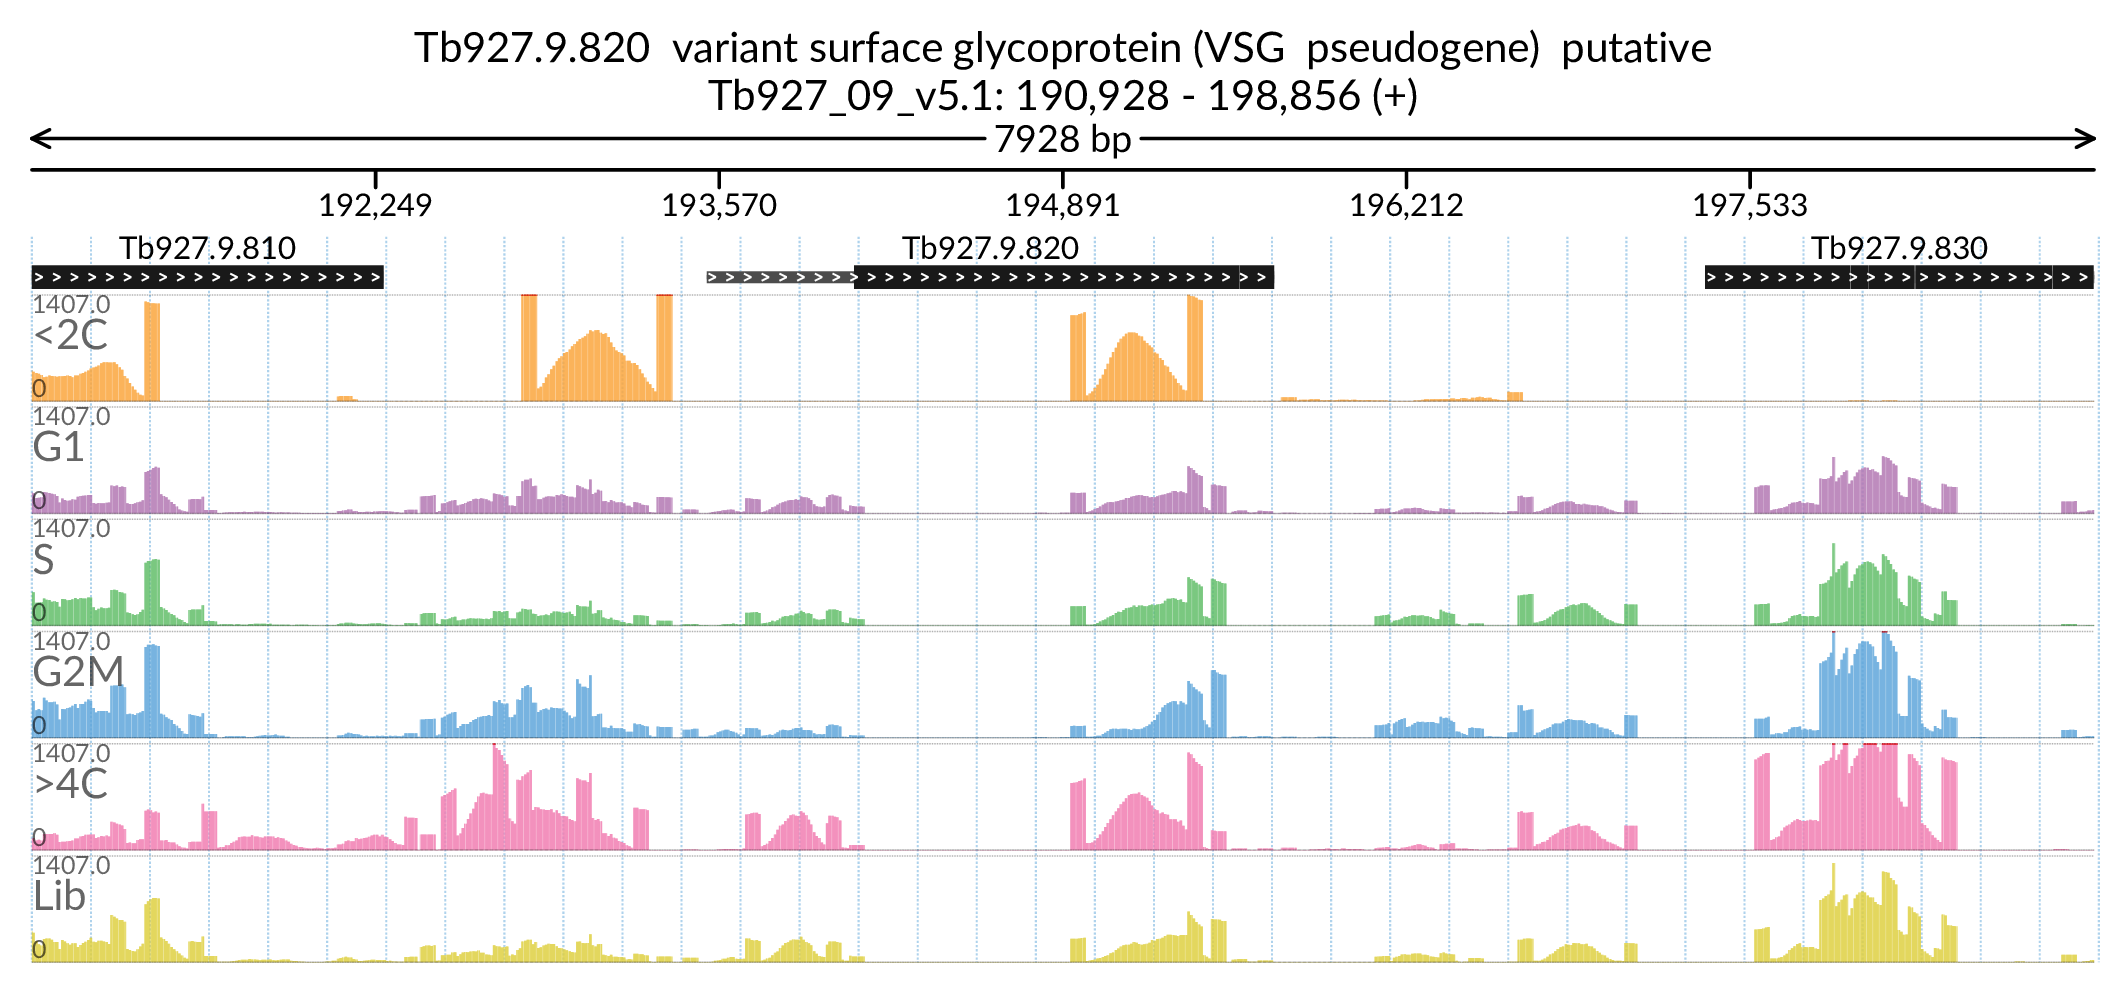 Tb927.9.820 variant surface glycoprotein (VSG pseudogene) putative
Tb927_09_v5.1: 190,928 - 198,856 (+)
7928 bp
192,249 193,570 194,891 196,212 197,533
Tb927.9.810 Tb927.9.820 Tb927.9.830
1407.0
<2C
0
1407.0
G1
0
1407.0
S
0
1407.0
G2M
0
1407.0
>4C
0
1407.0
Lib
0